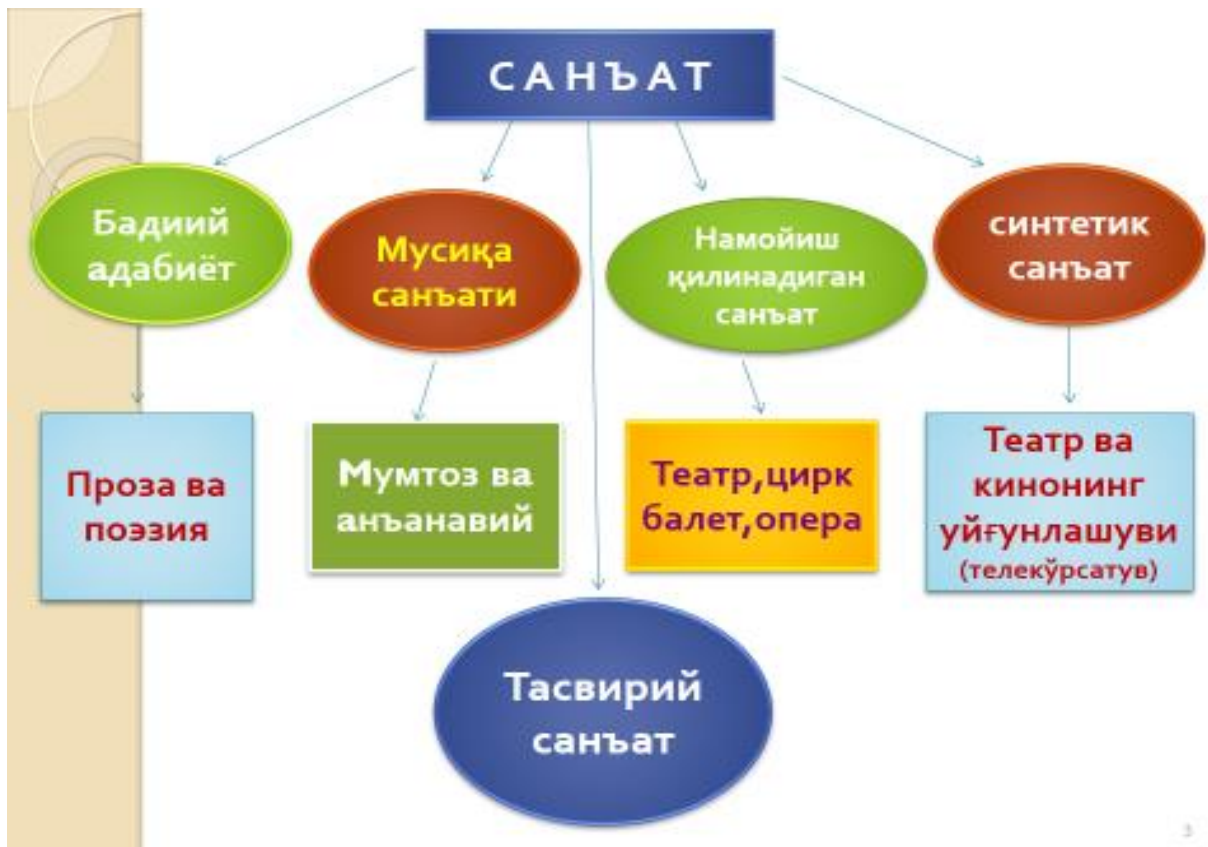 САНЪАТ
Бадиий
адабиёт
Мусиқа
санъати
Намойиш
қилинадиган
санъат
синтетик
санъат
Проза ва
поэзия
Мумтоз ва
анъанавий
Театр,цирк
балет,опера
Театр ва
кинонинг
уйғунлашуви
(телекўрсатув)
Тасвирий
санъат
3